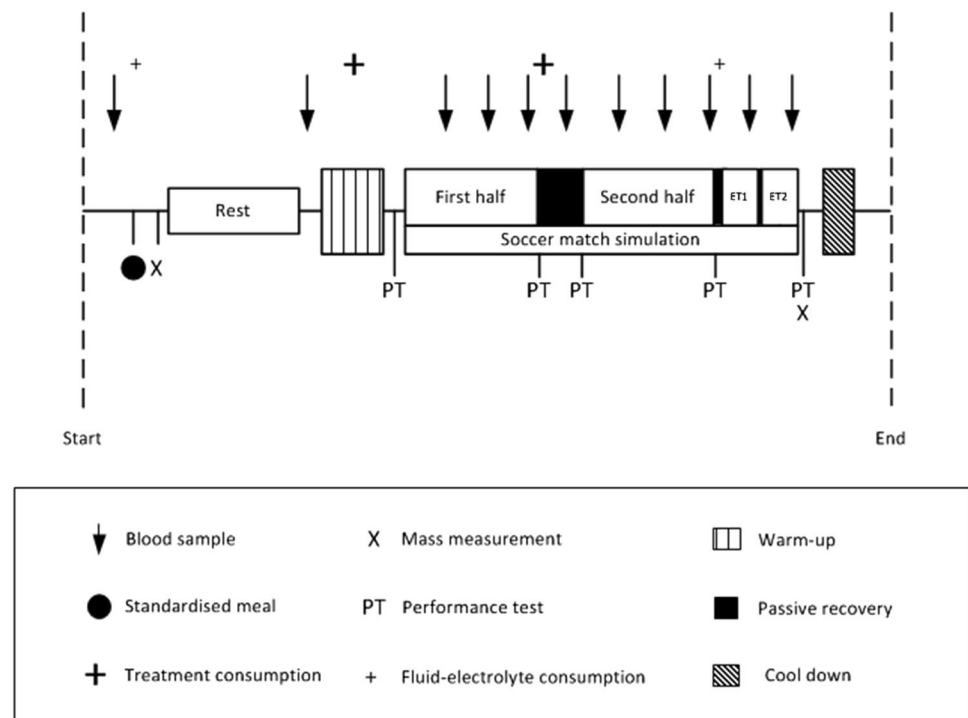 Rest
First half
Second half
ET1
ET2
Soccer match simulation
X
PT
PT
PT
PT
PT
X
Start
End
Blood sample
X Mass measurement
Warm-up
Standardised meal
PT Performance test
Passive recovery
+ Treatment consumption
+ Fluid-electrolyte consumption
Cool down